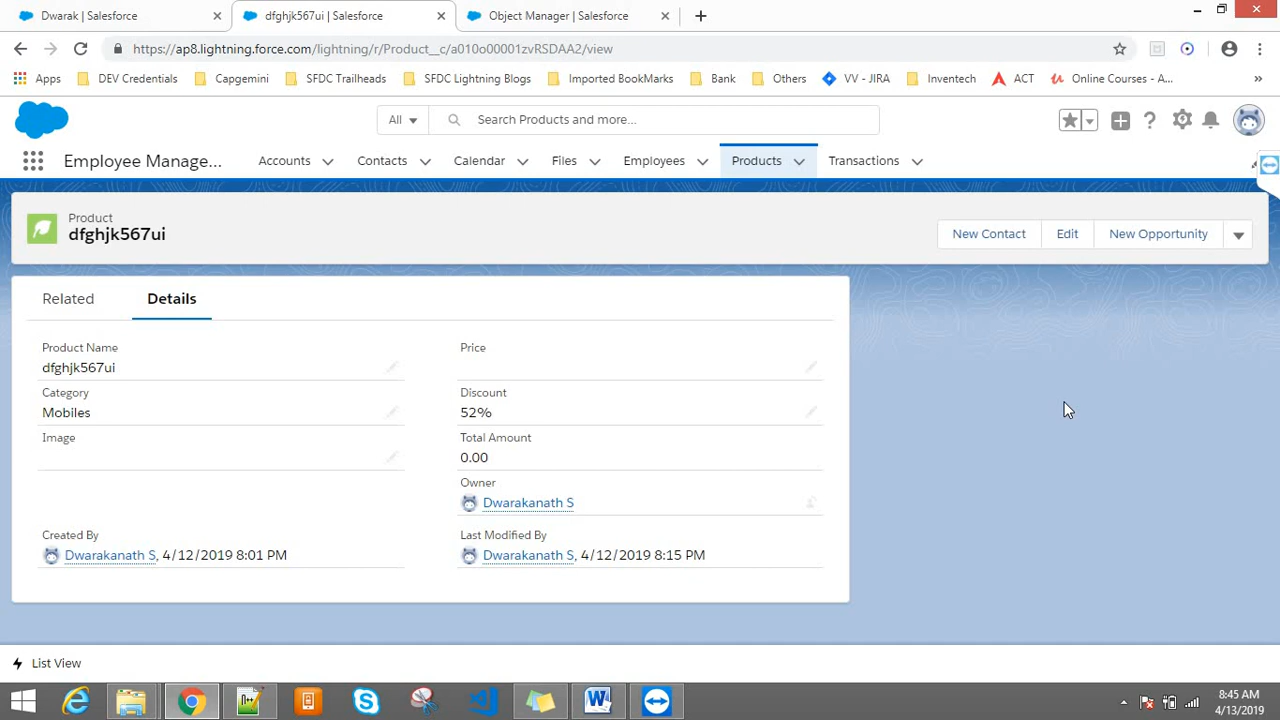 Dwarak | Salesforce
dfghjk567ui | Salesforce
Object Manager | Salesforce
https://ap8.lightning.force.com/lightning/r/Product__c/a010o00001zvRSDAA2/view
Apps
DEV Credentials
Capgemini
SFDC Trailheads
SFDC Lightning Blogs
Imported BookMarks
Bank
Others
VV - JIRA
Inventech
ACT
Online Courses - A...
»
All
Search Products and more...
Employee Manage...
Accounts
Contacts
Calendar
Files
Employees
Products
Transactions
Product
dfghjk567ui
New Contact
Edit
New Opportunity
Related
Details
Product Name
dfghjk567ui
Price
Category
Mobiles
Discount
52%
Image
Total Amount
0.00
Owner
Dwarakanath S
Created By
Dwarakanath S, 4/12/2019 8:01 PM
Last Modified By
Dwarakanath S, 4/12/2019 8:15 PM
List View
8:45 AM
4/13/2019